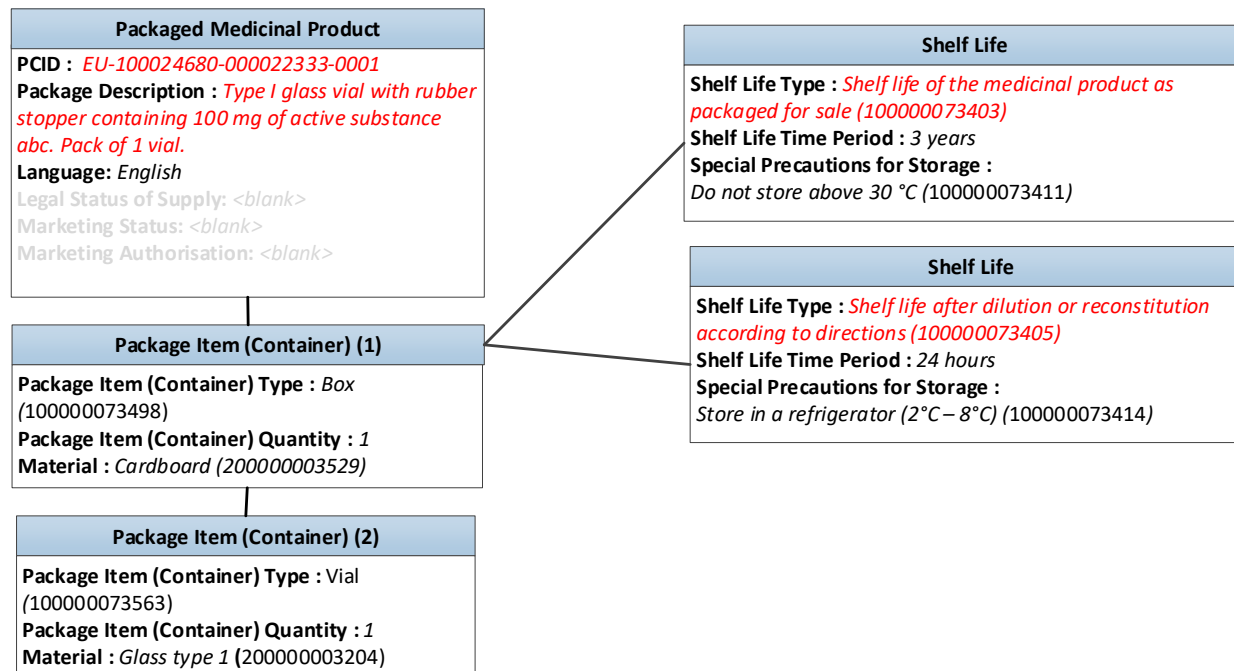 Packaged Medicinal Product
PCID : EU-100024680-000022333-0001
Package Description : Type I glass vial with rubber
stopper containing 100 mg of active substance
abc. Pack of 1 vial.
Language: English
Legal Status of Supply: <blank>
Marketing Status: <blank>
Marketing Authorisation: <blank>
Package Item (Container) (1)
Package Item (Container) Type : Box
(100000073498)
Package Item (Container) Quantity : 1
Material : Cardboard (200000003529)
Package Item (Container) (2)
Package Item (Container) Type : Vial
(100000073563)
Package Item (Container) Quantity : 1
Material : Glass type 1 (200000003204)
Shelf Life
Shelf Life Type : Shelf life of the medicinal product as
packaged for sale (100000073403)
Shelf Life Time Period : 3 years
Special Precautions for Storage :
Do not store above 30 °C (100000073411)
Shelf Life
Shelf Life Type : Shelf life after dilution or reconstitution
according to directions (100000073405)
Shelf Life Time Period : 24 hours
Special Precautions for Storage :
Store in a refrigerator (2°C – 8°C) (100000073414)